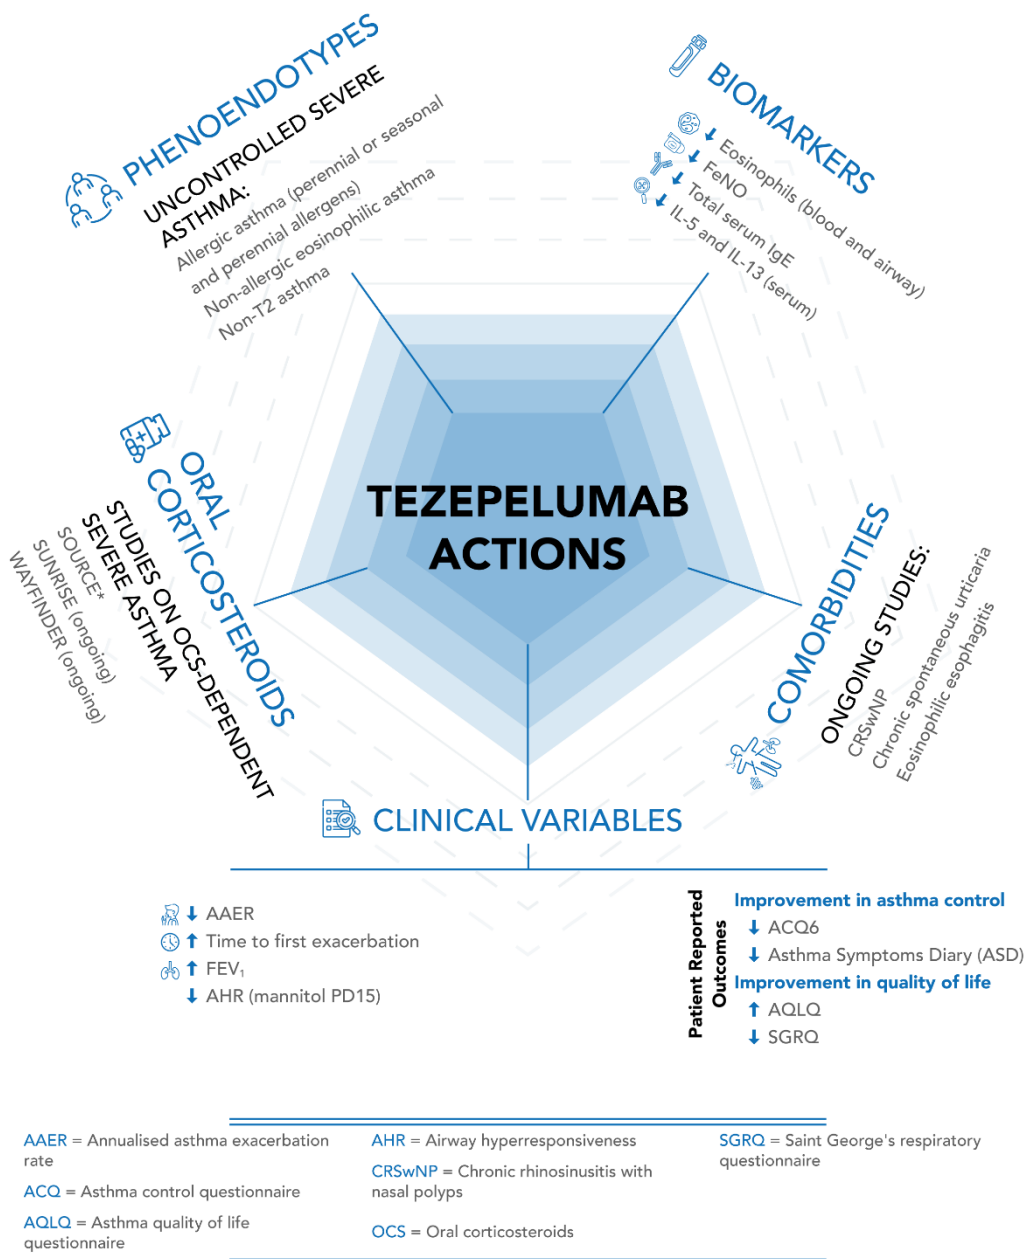 PHENOENDOTYPES
UNCONTROLLED SEVERE
ASTHMA:
Allergic asthma (perennial or seasonal
and perennial allergens)
Non-allergic eosinophilic asthma
Non-T2 asthma
BIOMARKERS
↓ Eosinophils (blood and airway)
↓ FeNO
↓ Total serum IgE
↓ IL-5 and IL-13 (serum)
TEZEPELUMAB
ACTIONS
ORAL
CORTICOSTEROIDS
STUDIES ON OCS-DEPENDENT
SEVERE ASTHMA
SOURCE*
SUNRISE (ongoing)
WAYFINDER (ongoing)
COMORBIDITIES
ONGOING STUDIES:
CRSwNP
Chronic spontaneous urticaria
Eosinophilic esophagitis
CLINICAL VARIABLES
↓ AAER
↑ Time to first exacerbation
↑ FEV₁
↓ AHR (mannitol PD15)
Patient Reported
Outcomes
Improvement in asthma control
↓ ACQ6
↓ Asthma Symptoms Diary (ASD)
Improvement in quality of life
↑ AQLQ
↓ SGRQ
AAER = Annualised asthma exacerbation
rate
ACQ = Asthma control questionnaire
AQLQ = Asthma quality of life
questionnaire
AHR = Airway hyperresponsiveness
CRSwNP = Chronic rhinosinusitis with
nasal polyps
OCS = Oral corticosteroids
SGRQ = Saint George's respiratory
questionnaire